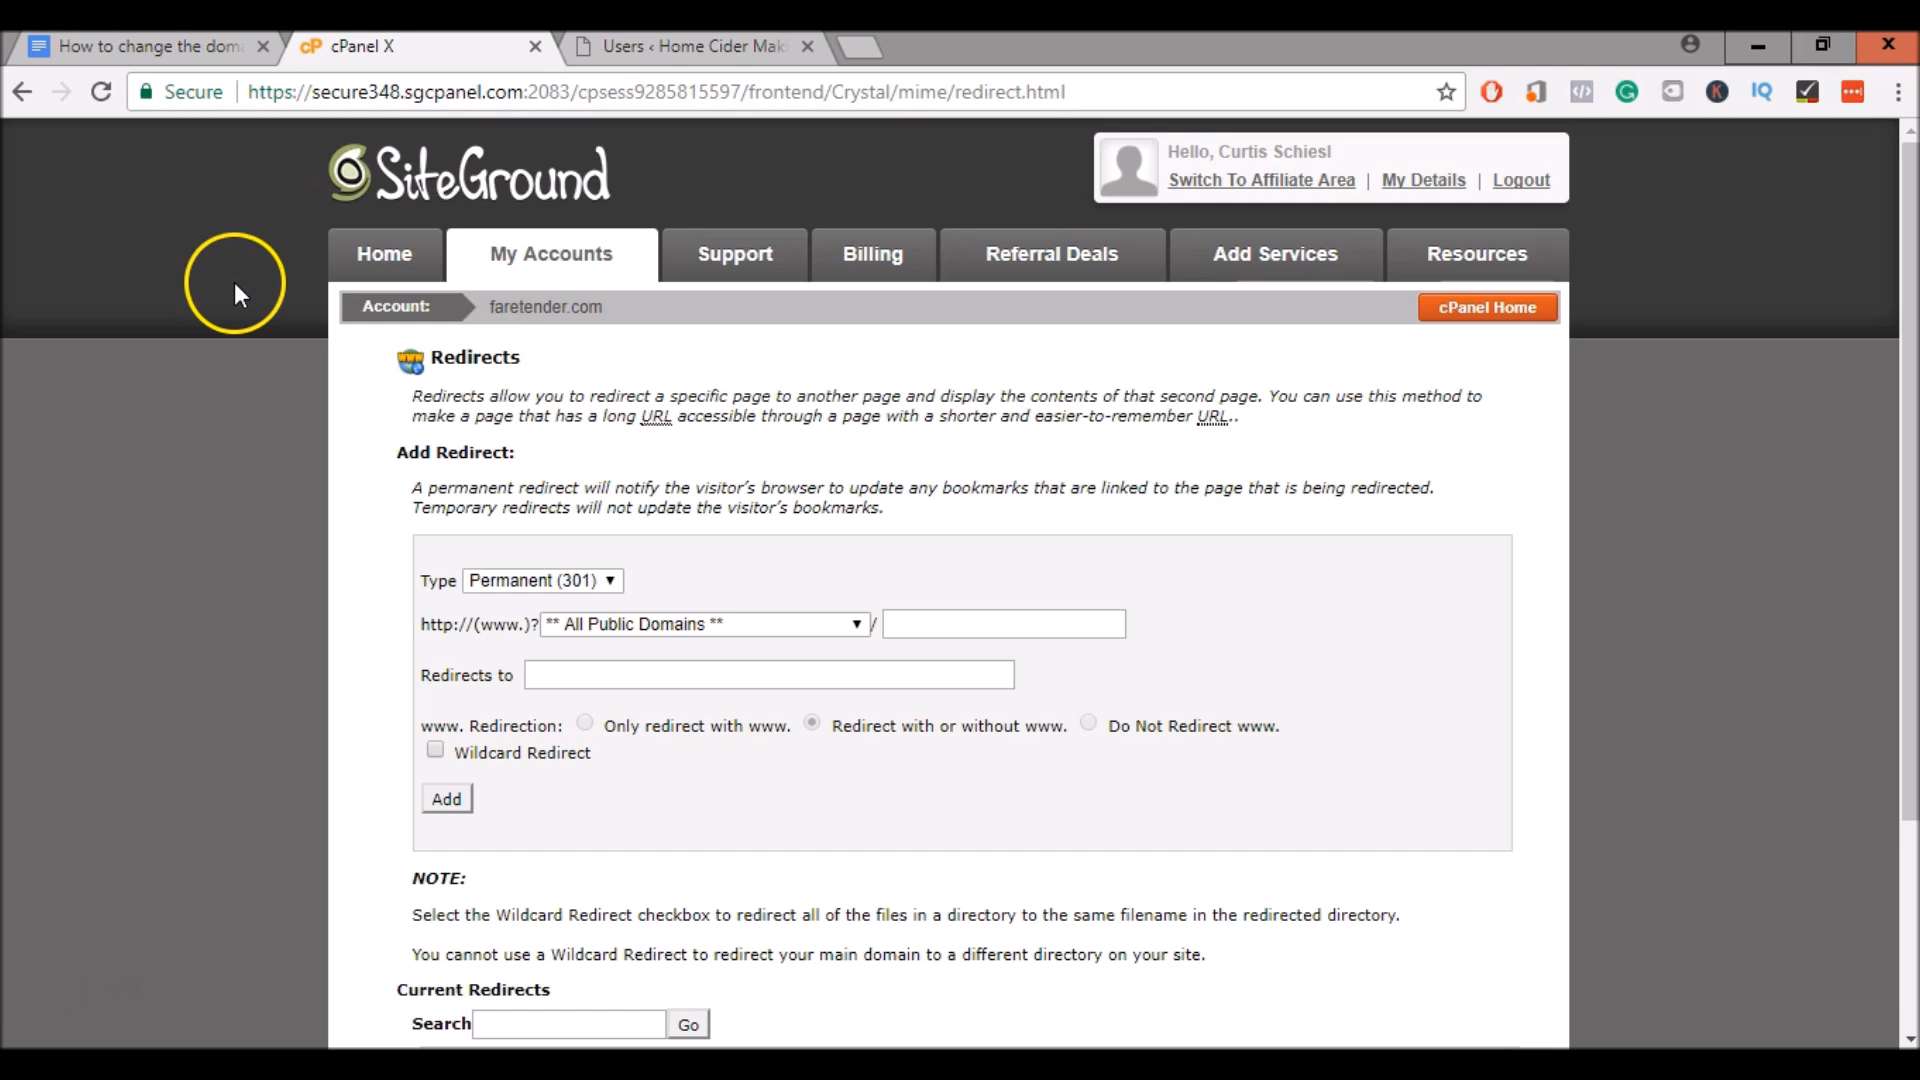 How to change the doma
cPanel X
Users ‹ Home Cider Mak
Secure
https://secure348.sgcpanel.com:2083/cpsess9285815597/frontend/Crystal/mime/redirect.html
SiteGround
Hello, Curtis Schiesl
Switch To Affiliate Area | My Details | Logout
Home
My Accounts
Support
Billing
Referral Deals
Add Services
Resources
Account:
faretender.com
cPanel Home
Redirects
Redirects allow you to redirect a specific page to another page and display the contents of that second page. You can use this method to
make a page that has a long URL accessible through a page with a shorter and easier-to-remember URL..
Add Redirect:
A permanent redirect will notify the visitor's browser to update any bookmarks that are linked to the page that is being redirected.
Temporary redirects will not update the visitor's bookmarks.
Type Permanent (301)
http://(www.)? ** All Public Domains ** /
Redirects to
www. Redirection: Only redirect with www. Redirect with or without www. Do Not Redirect www.
Wildcard Redirect
Add
NOTE:
Select the Wildcard Redirect checkbox to redirect all of the files in a directory to the same filename in the redirected directory.
You cannot use a Wildcard Redirect to redirect your main domain to a different directory on your site.
Current Redirects
Search Go